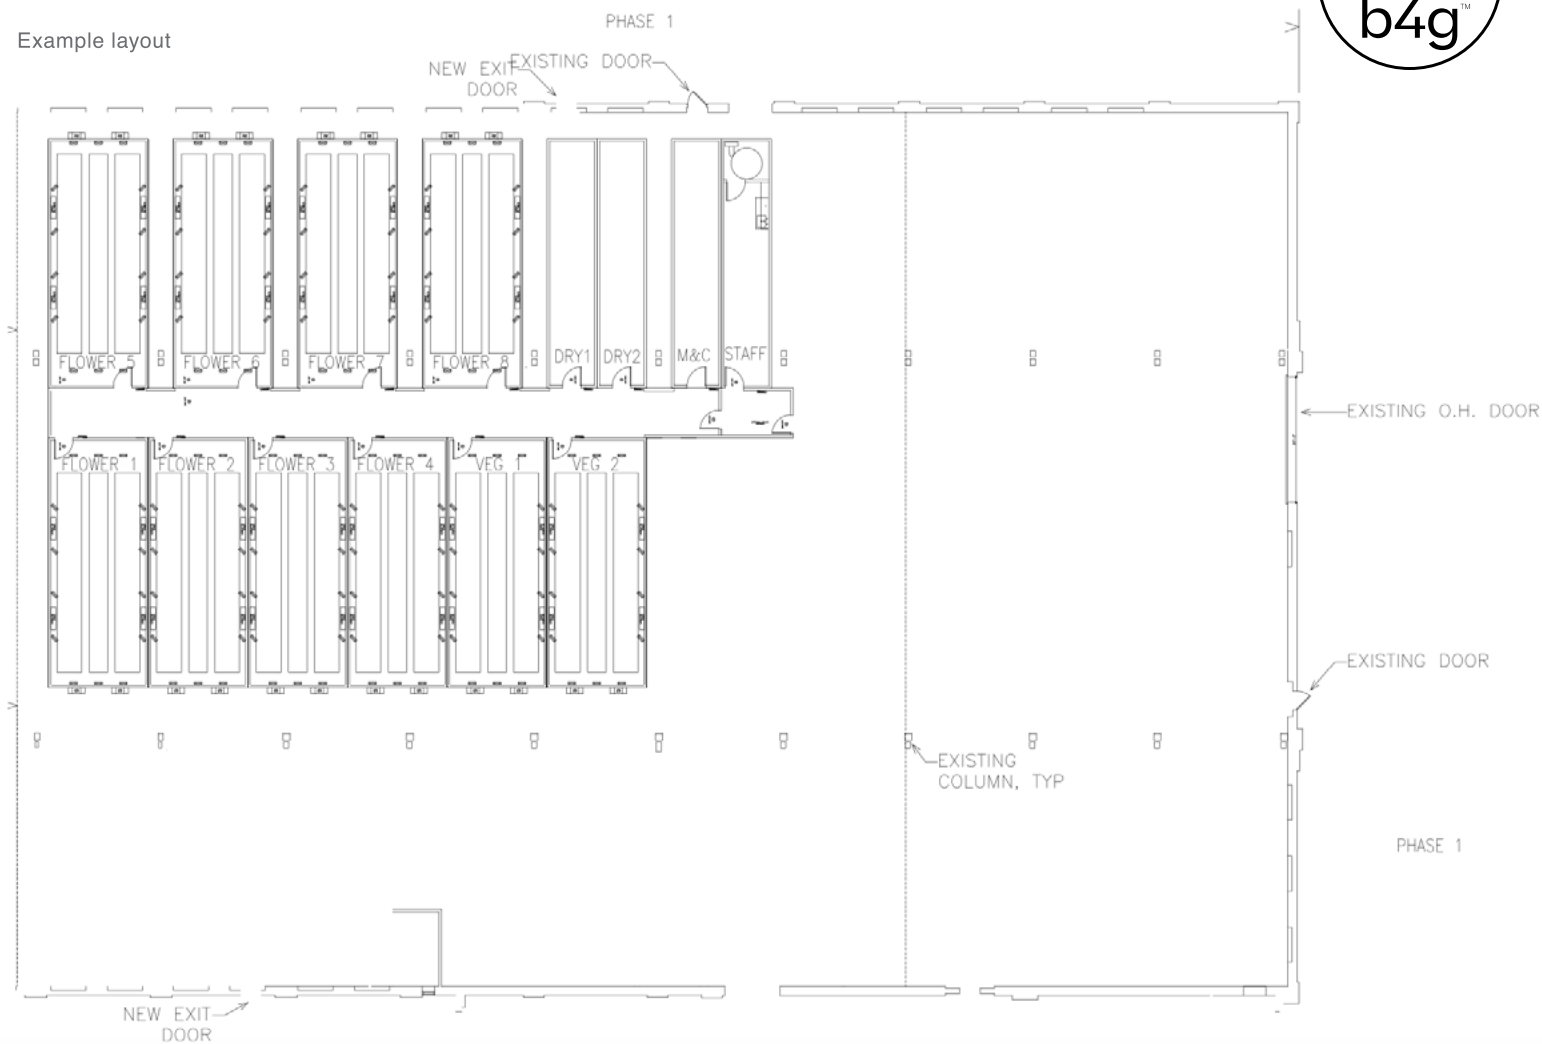 PHASE 1
b4g™
Example layout
EXISTING DOOR
NEW EXIT
DOOR
FLOWER 5
FLOWER 6
FLOWER 7
FLOWER 8
DRY1
DRY2
M&C
STAFF
EXISTING O.H. DOOR
FLOWER 1
FLOWER 2
FLOWER 3
FLOWER 4
VEG 1
VEG 2
EXISTING DOOR
EXISTING
COLUMN, TYP
PHASE 1
NEW EXIT
DOOR